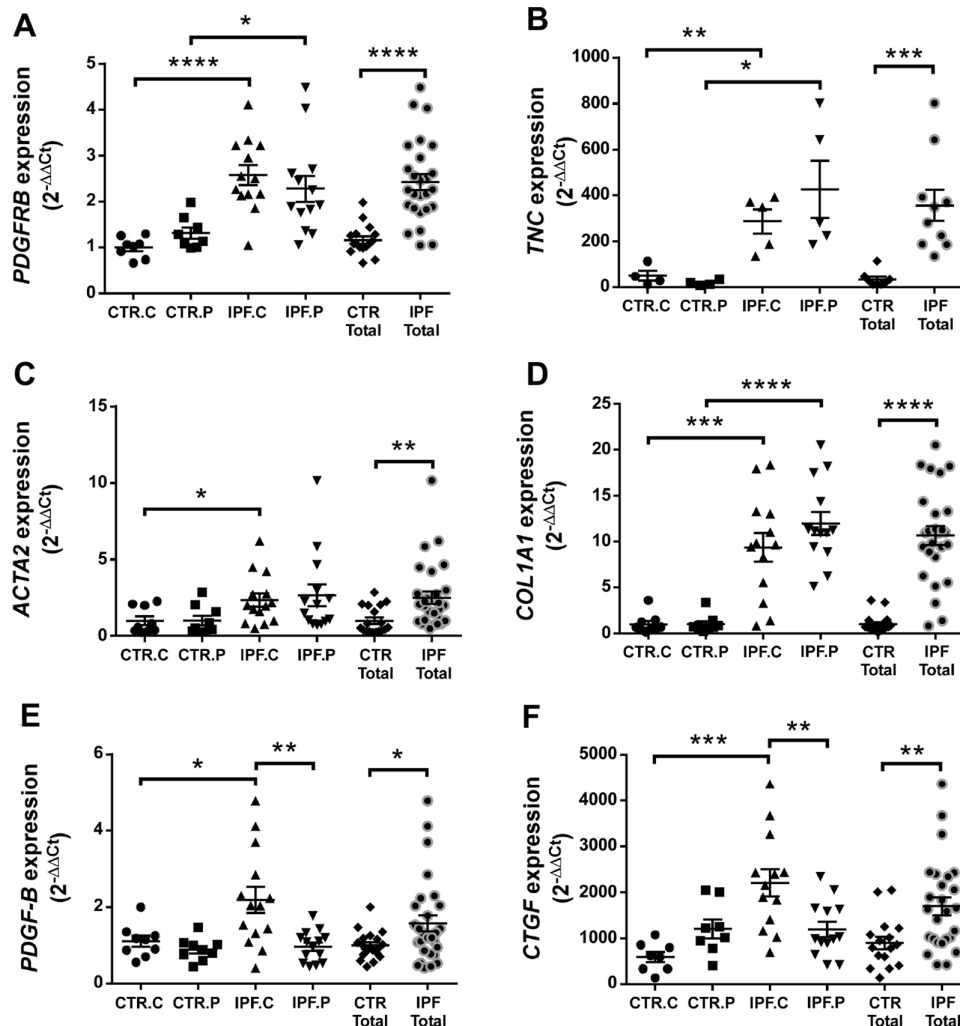 A
PDGFRB expression
(2-ΔΔCt)
5
4
3
2
1
0
****
*
****
CTR.C CTR.P IPF.C IPF.P CTR IPF
Total Total
B
TNC expression
(2-ΔΔCt)
1000
800
600
400
200
0
**
*
***
CTR.C CTR.P IPF.C IPF.P CTR IPF
Total Total
C
ACTA2 expression
(2-ΔΔCt)
15
10
5
0
*
**
CTR.C CTR.P IPF.C IPF.P CTR IPF
Total Total
D
COL1A1 expression
(2-ΔΔCt)
25
20
15
10
5
0
***
****
****
CTR.C CTR.P IPF.C IPF.P CTR IPF
Total Total
E
PDGF-B expression
(2-ΔΔCt)
6
4
2
0
*
**
*
CTR.C CTR.P IPF.C IPF.P CTR IPF
Total Total
F
CTGF expression
(2-ΔΔCt)
5000
4000
3000
2000
1000
0
***
**
**
CTR.C CTR.P IPF.C IPF.P CTR IPF
Total Total